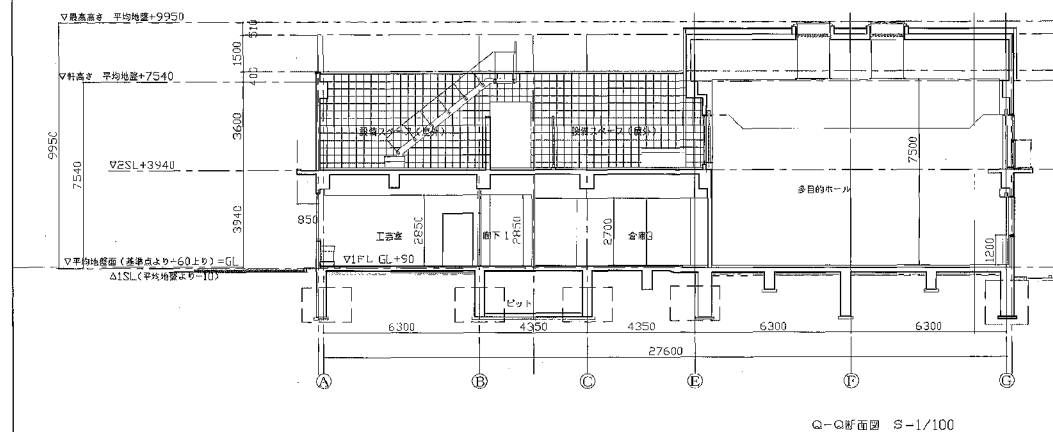 ▽最高高さ 平均地盤+9950
510
1500
▽軒高さ 平均地盤+7540
400
設備スペース(屋外)
設備スペース(屋外)
3600
9950
7540
7500
▽2SL+3940
多目的ホール
3940
850
工芸室
2850
廊下 1
2850
2700
倉庫3
1200
▽平均地盤面(基準点より-60上り)=GL
▽1FL GL+90
△1SL(平均地盤より-10)
ピット
6300
4350
4350
6300
6300
27600
A
B
C
E
F
G
Q-Q断面図 S-1/100